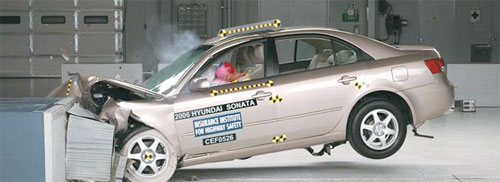 2006 HYUNDAI SONATA
INSURANCE INSTITUTE
FOR HIGHWAY SAFETY
CEF0526